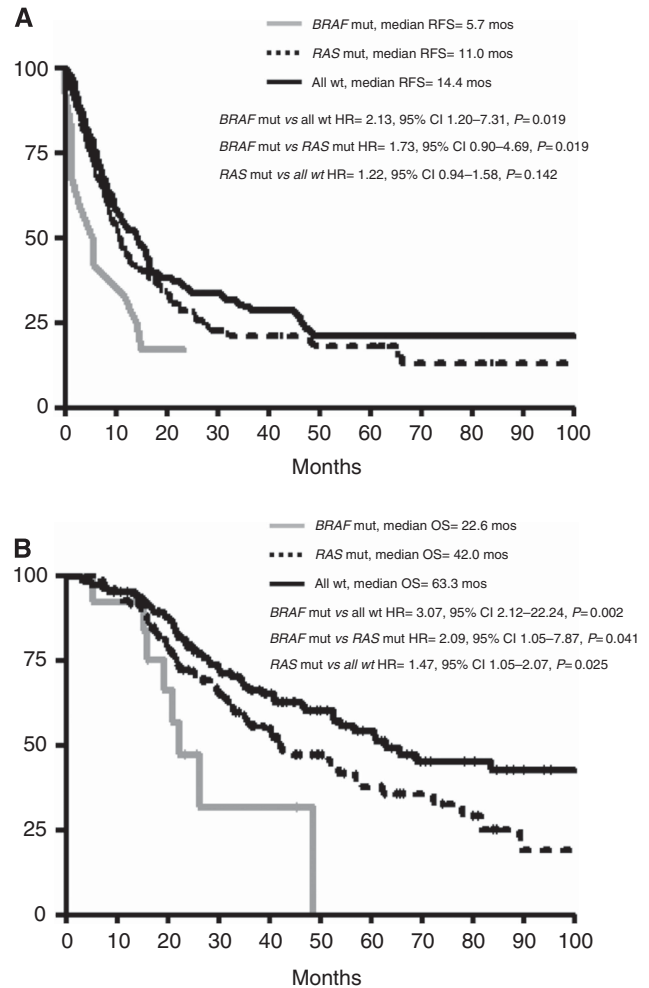 A
BRAF mut, median RFS= 5.7 mos
RAS mut, median RFS= 11.0 mos
All wt, median RFS= 14.4 mos
BRAF mut vs all wt HR= 2.13, 95% CI 1.20–7.31, P=0.019
BRAF mut vs RAS mut HR= 1.73, 95% CI 0.90–4.69, P=0.019
RAS mut vs all wt HR= 1.22, 95% CI 0.94–1.58, P=0.142
100
75
50
25
0
0 10 20 30 40 50 60 70 80 90 100
Months
B
BRAF mut, median OS= 22.6 mos
RAS mut, median OS= 42.0 mos
All wt, median OS= 63.3 mos
BRAF mut vs all wt HR= 3.07, 95% CI 2.12–22.24, P=0.002
BRAF mut vs RAS mut HR= 2.09, 95% CI 1.05–7.87, P=0.041
RAS mut vs all wt HR= 1.47, 95% CI 1.05–2.07, P=0.025
100
75
50
25
0
0 10 20 30 40 50 60 70 80 90 100
Months